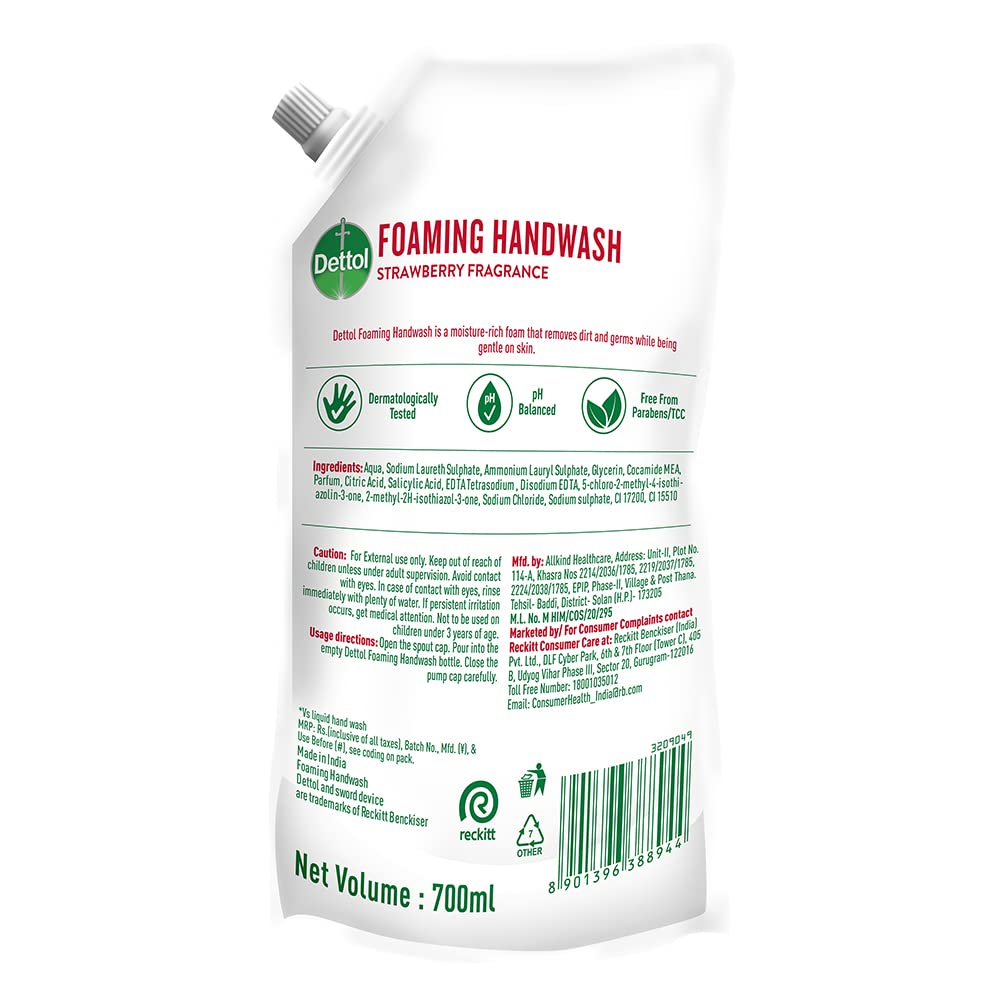 Dettol
FOAMING HANDWASH
STRAWBERRY FRAGRANCE
Dettol Foaming Handwash is a moisture-rich foam that removes dirt and germs while being
gentle on skin.
Dermatologically
Tested
pH
pH
Balanced
Free From
Parabens/TCC
Ingredients: Aqua, Sodium Laureth Sulphate, Ammonium Lauryl Sulphate, Glycerin, Cocamide MEA,
Parfum, Citric Acid, Salicylic Acid, EDTA Tetrasodium , Disodium EDTA, 5-chloro-2-methyl-4-isothi-
azolin-3-one, 2-methyl-2H-isothiazol-3-one, Sodium Chloride, Sodium sulphate, CI 17200, CI 15510
Caution: For External use only. Keep out of reach of
children unless under adult supervision. Avoid contact
with eyes. In case of contact with eyes, rinse
immediately with plenty of water. If persistent irritation
occurs, get medical attention. Not to be used on
children under 3 years of age.
Usage directions: Open the spout cap. Pour into the
empty Dettol Foaming Handwash bottle. Close the
pump cap carefully.
Mfd. by: Allkind Healthcare, Address: Unit-II, Plot No.
114-A, Khasra Nos 2214/2036/1785, 2219/2037/1785,
2224/2038/1785, EPIP, Phase-II, Village & Post Thana.
Tehsil- Baddi, District- Solan (H.P.)- 173205
M.L. No. M HIM/COS/20/295
Marketed by/ For Consumer Complaints contact
Reckitt Consumer Care at: Reckitt Benckiser (India)
Pvt. Ltd., DLF Cyber Park, 6th & 7th Floor (Tower C), 405
B, Udyog Vihar Phase III, Sector 20, Gurugram-122016
Toll Free Number: 18001035012
Email: ConsumerHealth_India@rb.com
*Vs liquid hand wash
MRP: Rs.(inclusive of all taxes), Batch No., Mfd. (¥), &
Use Before (#), see coding on pack.
Made in India
Foaming Handwash
Dettol and sword device
are trademarks of Reckitt Benckiser
reckitt
7
OTHER
3209049
8 901396 388944
Net Volume : 700ml